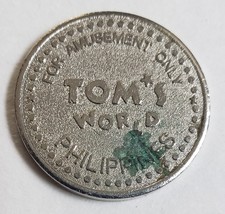 FOR AMUSEMENT ONLY
TOM'S
WORLD
PHILIPPINES